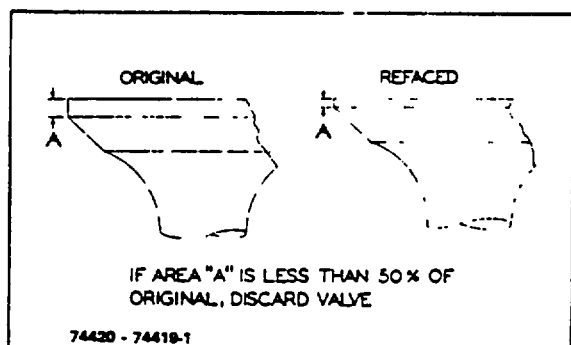 ORIGINAL
REFACED
A
A
IF AREA "A" IS LESS THAN 50% OF
ORIGINAL, DISCARD VALVE
74420 - 74419-1